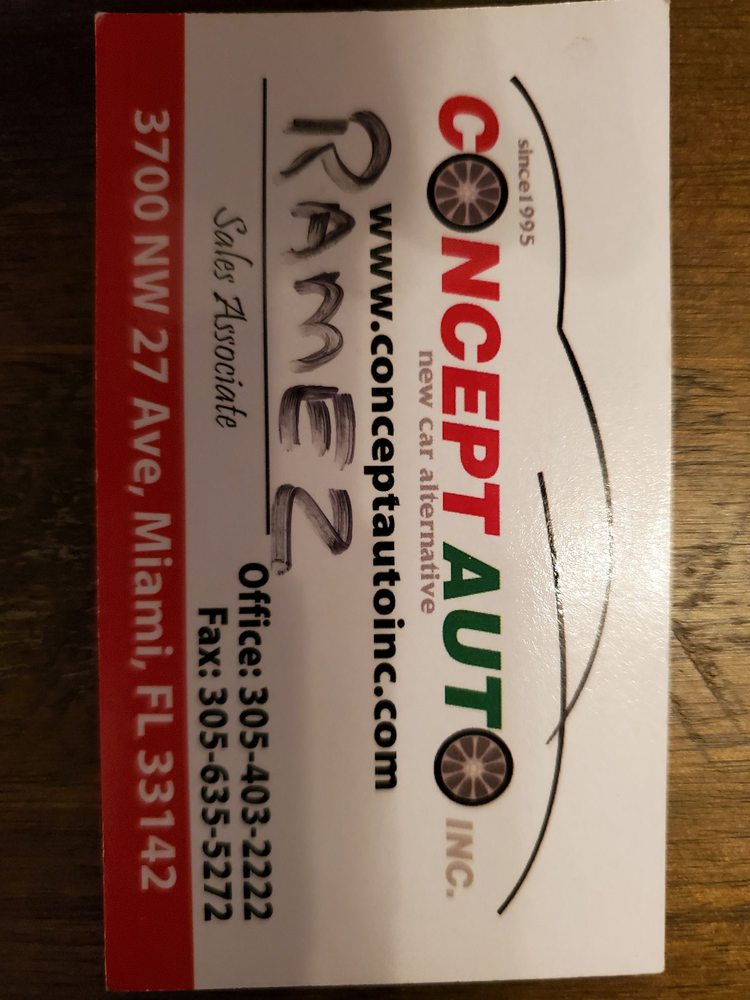 since1995
CONCEPT AUTO INC.
new car alternative
www.conceptautoinc.com
RAMEZ
Sales Associate
Office: 305-403-2222
Fax: 305-635-5272
3700 NW 27 Ave, Miami, FL 33142